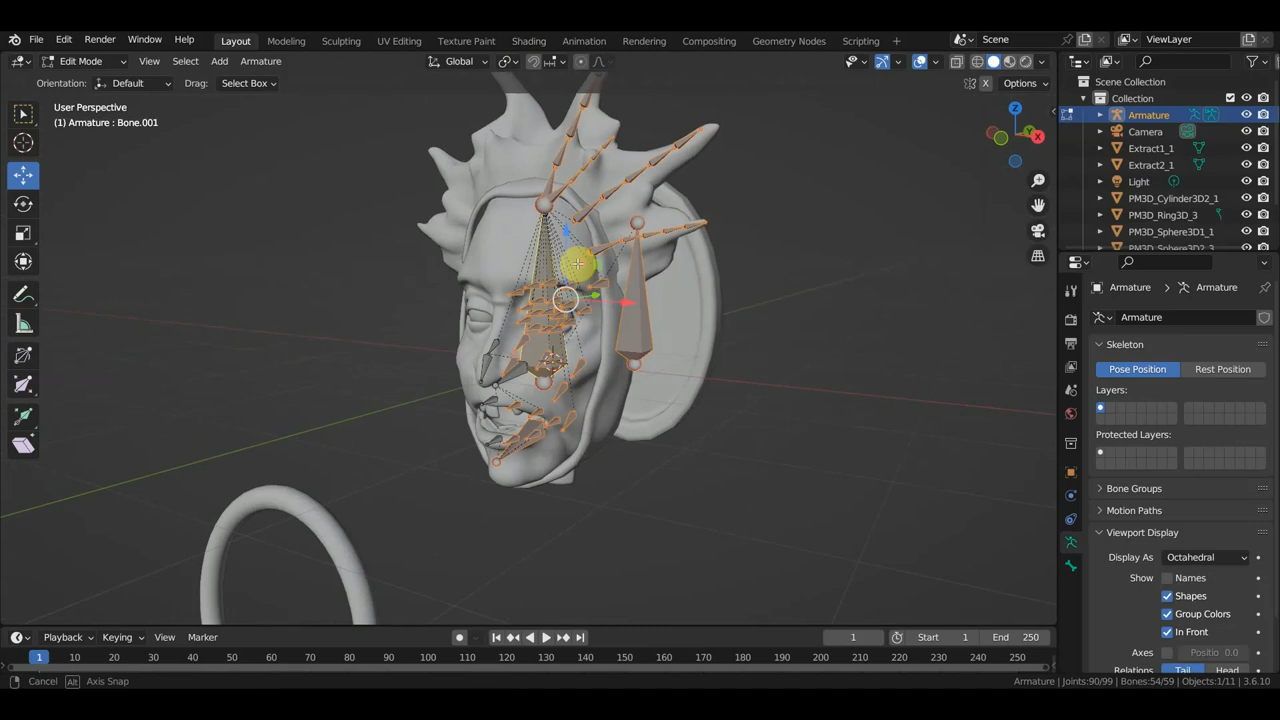 File Edit Render Window Help Layout Modeling Sculpting UV Editing Texture Paint Shading Animation Rendering Compositing Geometry Nodes Scripting + Scene ViewLayer
Edit Mode View Select Add Armature Global
Orientation: Default Drag: Select Box X Options
User Perspective
(1) Armature : Bone.001
Z
Y
X
Scene Collection
Collection
Armature
Camera
Extract1_1
Extract2_1
Light
PM3D_Cylinder3D2_1
PM3D_Ring3D_3
PM3D_Sphere3D1_1
PM3D_Sphere3D2_3
Armature > Armature
Armature
Skeleton
Pose Position Rest Position
Layers:
Protected Layers:
Bone Groups
Motion Paths
Viewport Display
Display As Octahedral
Show Names
Shapes
Group Colors
In Front
Axes Positio 0.0
Relations Tail Head
Playback Keying View Marker 1 Start 1 End 250
1 10 20 30 40 50 60 70 80 90 100 110 120 130 140 150 160 170 180 190 200 210 220 230 240 250
Cancel Alt Axis Snap Armature | Joints:90/99 | Bones:54/59 | Objects:1/11 | 3.6.10